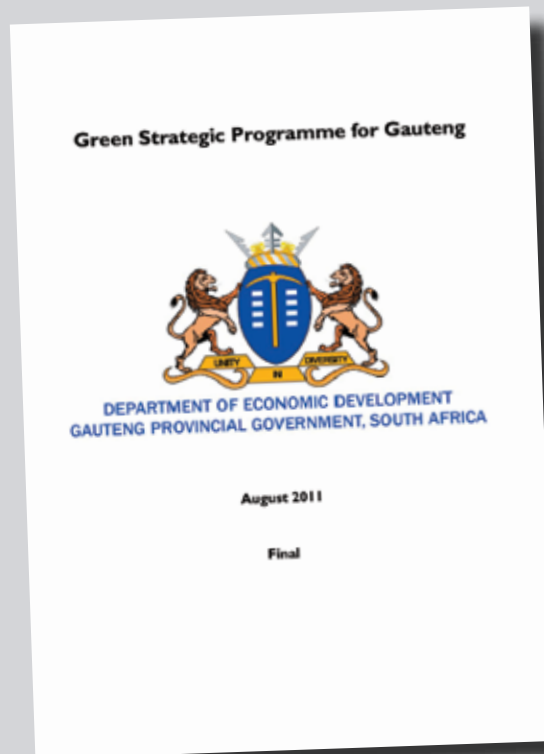 Green Strategic Programme for Gauteng
UNITY
IN
DIVERSITY
DEPARTMENT OF ECONOMIC DEVELOPMENT
GAUTENG PROVINCIAL GOVERNMENT, SOUTH AFRICA
August 2011
Final